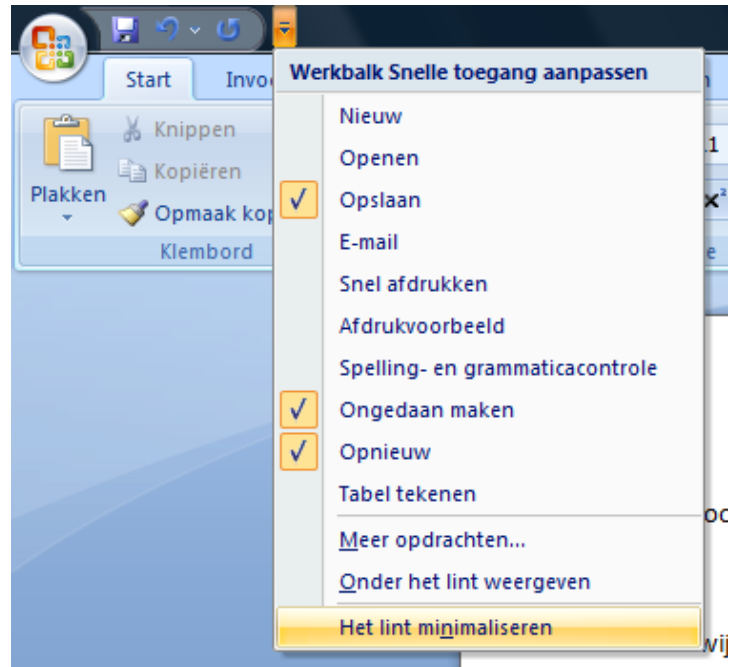 Start Invo
Werkbalk Snelle toegang aanpassen
Knippen
Kopiëren
Plakken
Opmaak kop
Klembord
Nieuw
Openen
Opslaan
E-mail
Snel afdrukken
Afdrukvoorbeeld
Spelling- en grammaticacontrole
Ongedaan maken
Opnieuw
Tabel tekenen
Meer opdrachten...
Onder het lint weergeven
Het lint minimaliseren